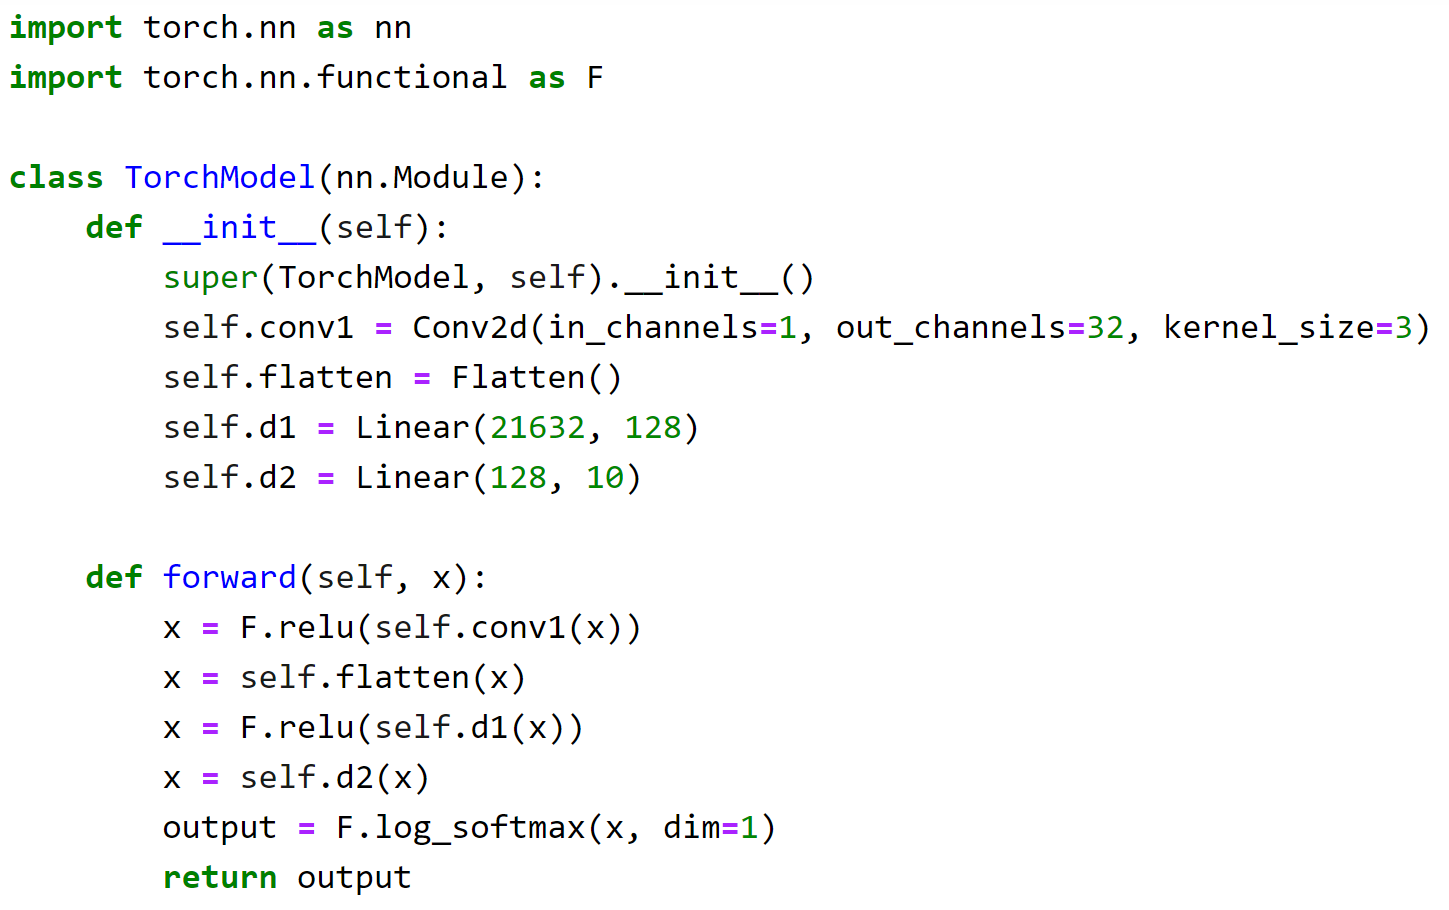 import torch.nn as nn
import torch.nn.functional as F

class TorchModel(nn.Module):
    def __init__(self):
        super(TorchModel, self).__init__()
        self.conv1 = Conv2d(in_channels=1, out_channels=32, kernel_size=3)
        self.flatten = Flatten()
        self.d1 = Linear(21632, 128)
        self.d2 = Linear(128, 10)

    def forward(self, x):
        x = F.relu(self.conv1(x))
        x = self.flatten(x)
        x = F.relu(self.d1(x))
        x = self.d2(x)
        output = F.log_softmax(x, dim=1)
        return output